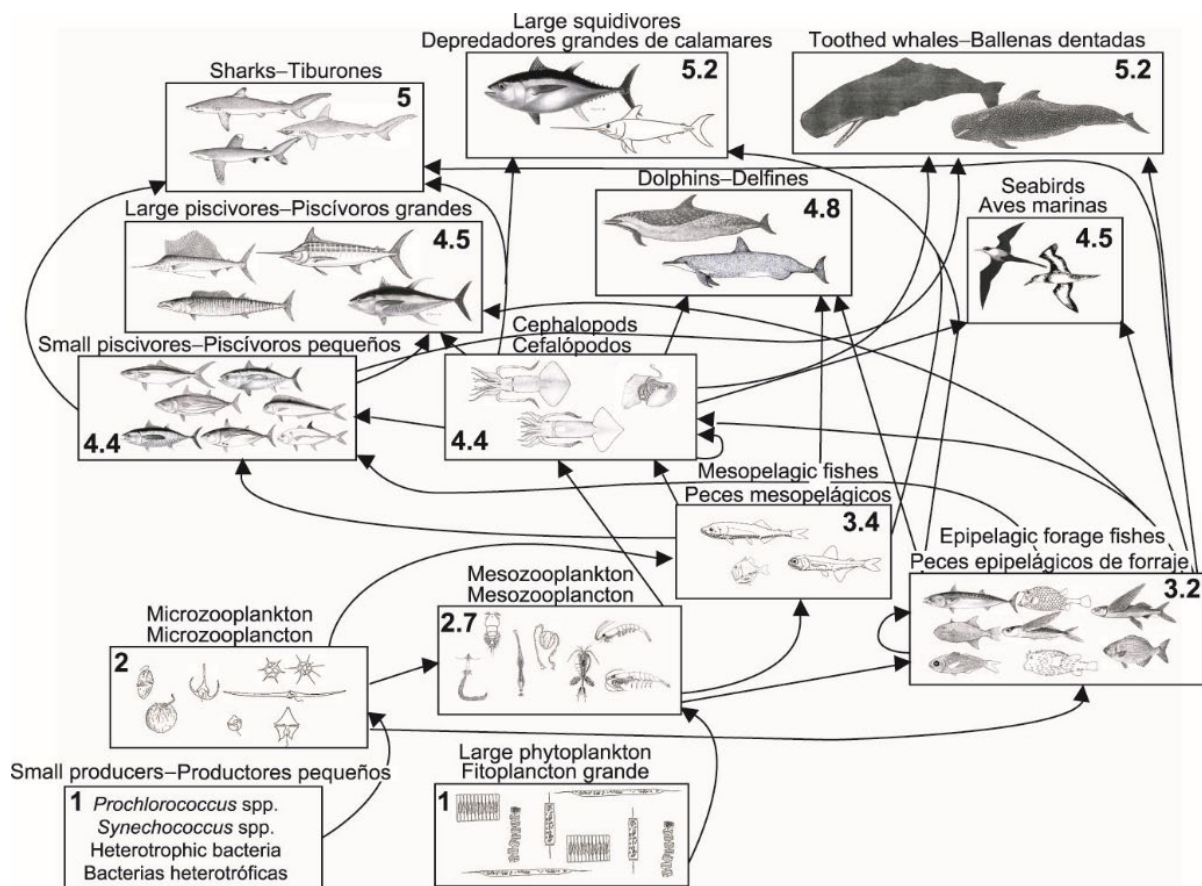 Large squidivores
Depredadores grandes de calamares
5.2
Toothed whales–Ballenas dentadas
5.2
Sharks–Tiburones
5
Dolphins–Delfines
4.8
Seabirds
Aves marinas
4.5
Large piscivores–Piscívoros grandes
4.5
Small piscivores–Piscívoros pequeños
4.4
Cephalopods
Cefalópodos
4.4
Mesopelagic fishes
Peces mesopelágicos
3.4
Epipelagic forage fishes
Peces epipelágicos de forraje
3.2
Mesozooplankton
Mesozooplancton
2.7
Microzooplankton
Microzooplancton
2
Small producers–Productores pequeños
1
Prochlorococcus spp.
Synechococcus spp.
Heterotrophic bacteria
Bacterias heterotróficas
Large phytoplankton
Fitoplancton grande
1